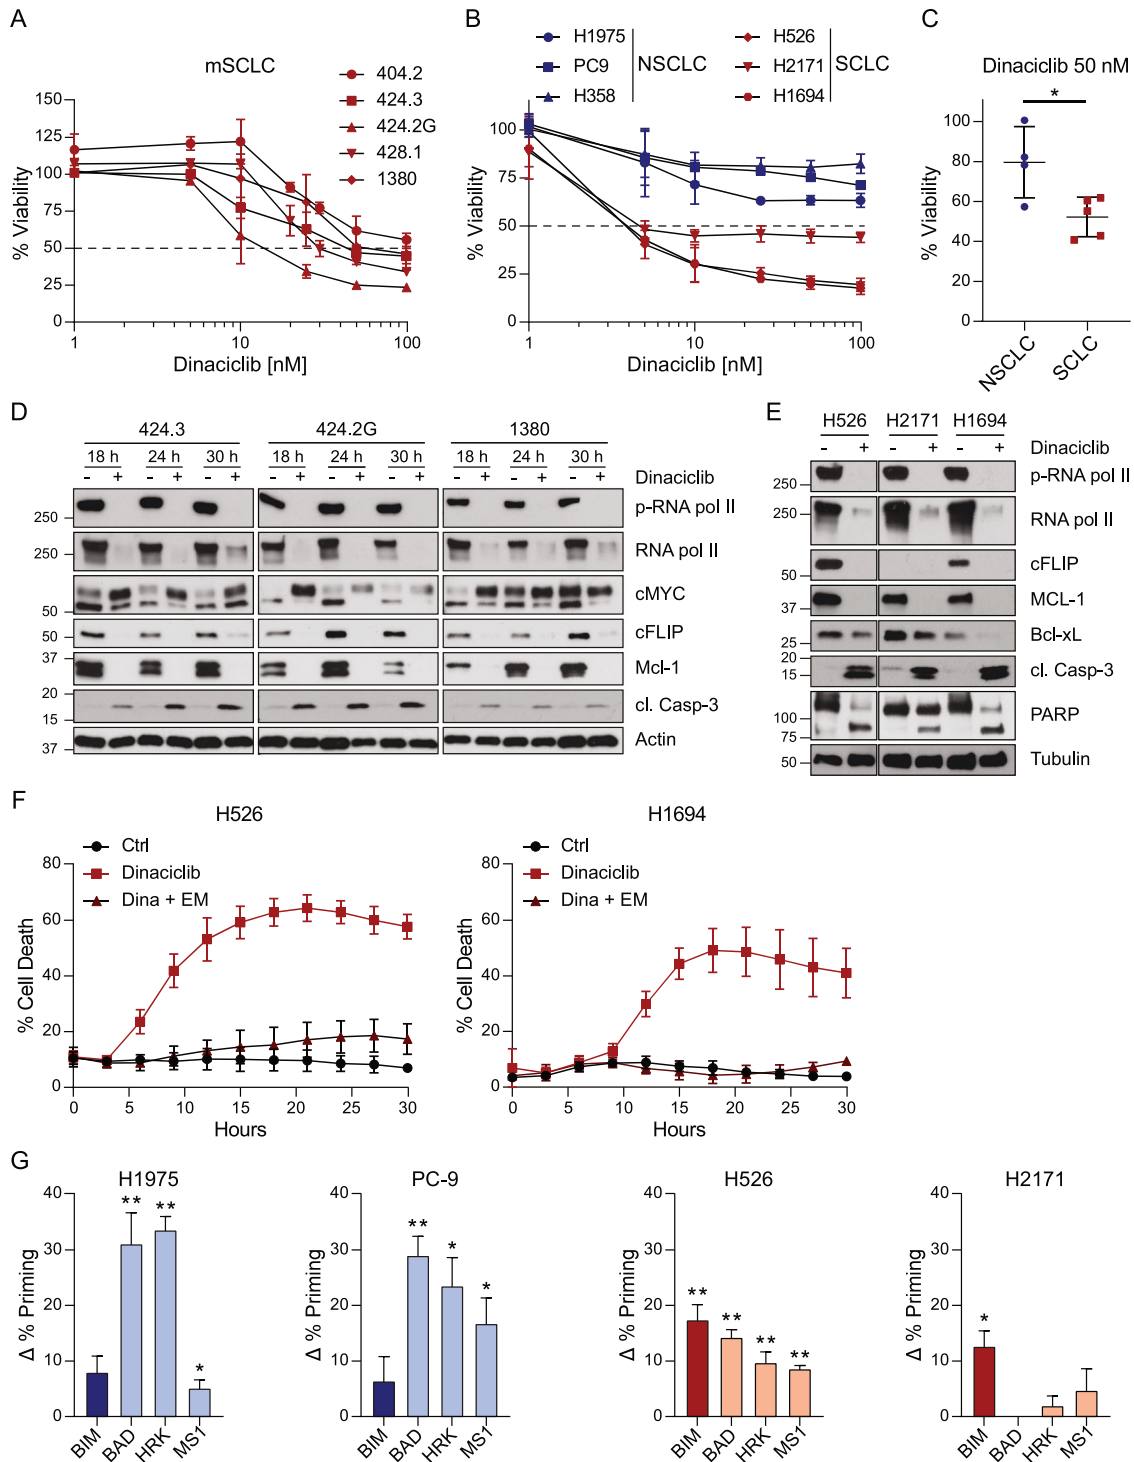 A
mSCLC
404.2
424.3
424.2G
428.1
1380
% Viability
150
125
100
75
50
25
0
1
10
100
Dinaciclib [nM]
B
H1975
PC9
H358
NSCLC
H526
H2171
H1694
SCLC
% Viability
100
75
50
25
0
1
10
100
Dinaciclib [nM]
C
Dinaciclib 50 nM
*
% Viability
100
80
60
40
20
0
NSCLC
SCLC
D
424.3 424.2G 1380
18 h 24 h 30 h 18 h 24 h 30 h 18 h 24 h 30 h
- + - + - + - + - + - + - + - + - + Dinaciclib
250 p-RNA pol II
250 RNA pol II
50 cMYC
50 cFLIP
37 Mcl-1
25
20 cl. Casp-3
15
37 Actin
E
H526 H2171 H1694
- + - + - + Dinaciclib
250 p-RNA pol II
250 RNA pol II
50 cFLIP
37 MCL-1
25 Bcl-xL
20 cl. Casp-3
15
100 PARP
75
50 Tubulin
F
H526
Ctrl
Dinaciclib
Dina + EM
% Cell Death
80
60
40
20
0
0 5 10 15 20 25 30
Hours
H1694
Ctrl
Dinaciclib
Dina + EM
% Cell Death
80
60
40
20
0
0 5 10 15 20 25 30
Hours
G
H1975
Δ % Priming
40
30
20
10
0
** ** *
BIM BAD HRK MS1
PC-9
Δ % Priming
40
30
20
10
0
** * *
BIM BAD HRK MS1
H526
Δ % Priming
40
30
20
10
0
** ** ** **
BIM BAD HRK MS1
H2171
Δ % Priming
40
30
20
10
0
*
BIM BAD HRK MS1